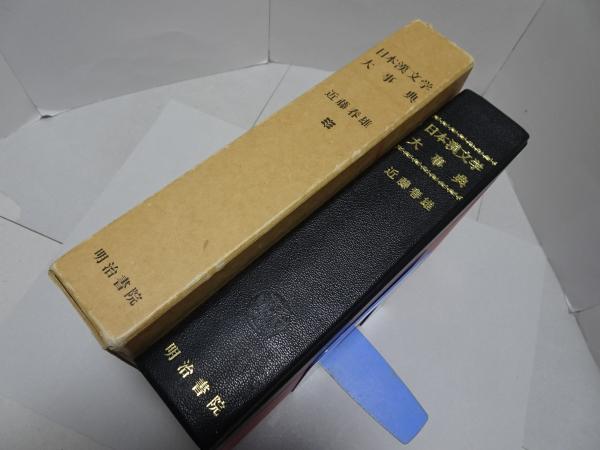 日本漢文学
大事典
近藤春雄
著
明治書院
日本漢文学
大事典
近藤春雄
明治書院